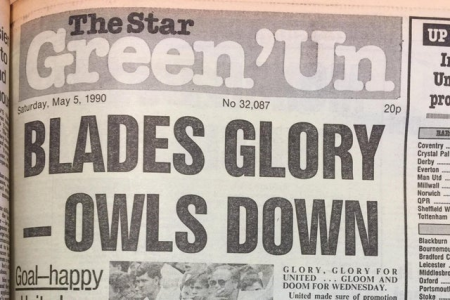 The Star
Green 'Un
Saturday, May 5, 1990
No 32,087
20p
BLADES GLORY
– OWLS DOWN
Goal–happy
GLORY, GLORY FOR
UNITED . . . GLOOM AND
DOOM FOR WEDNESDAY.
United made sure of promotion
UP
Coventry
Crystal Pal
Derby
Everton
Man Utd
Millwall
Norwich
QPR
Sheffield W
Tottenham
Blackburn
Bournemou
Bradford C
Leicester
Middlesbro
Oxford
Portsmout
Stoke